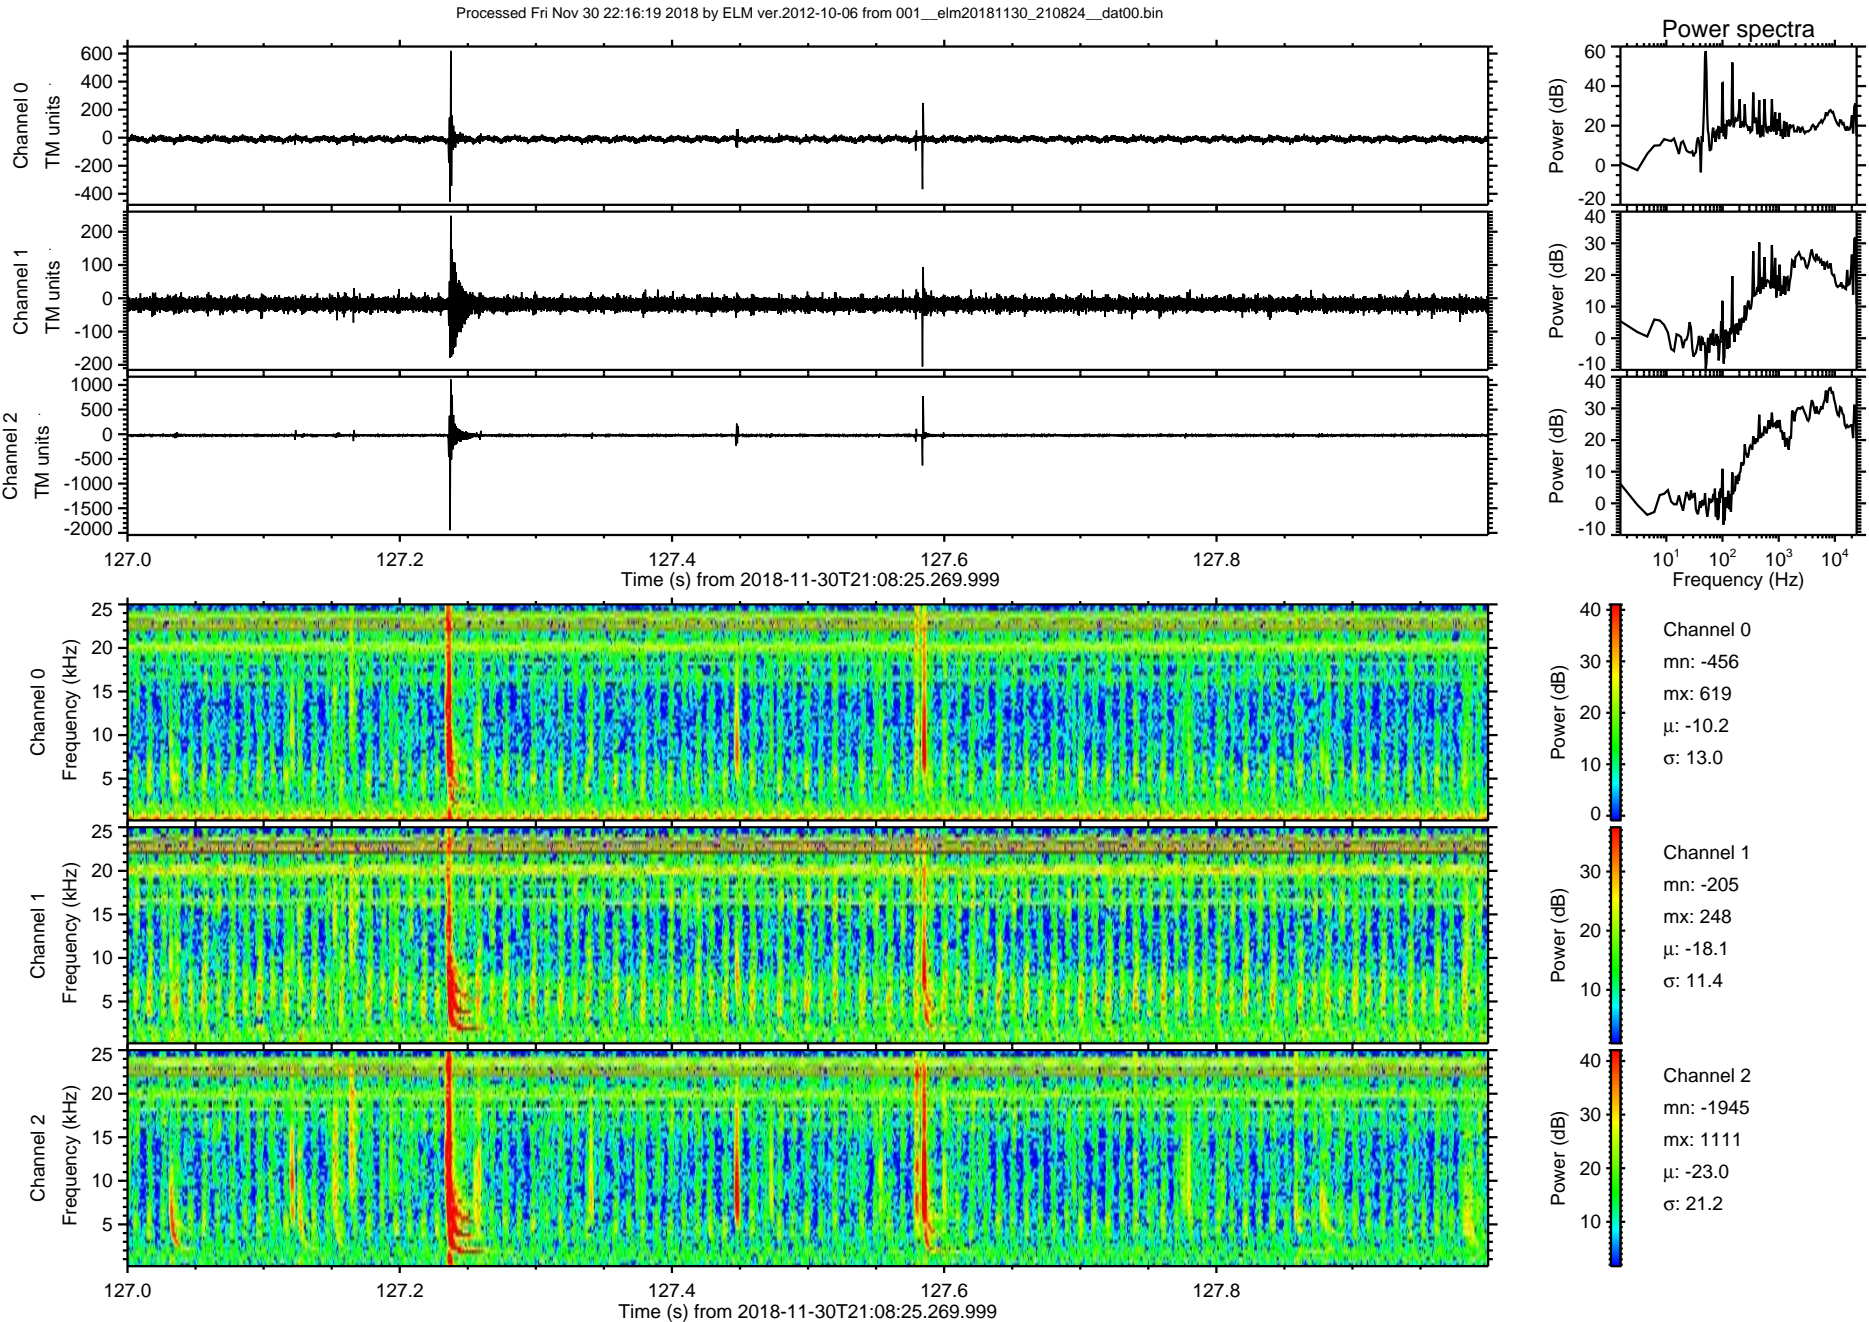 Processed Fri Nov 30 22:16:19 2018 by ELM ver.2012-10-06 from 001__elm20181130_210824__dat00.bin
Power spectra
Channel 0
TM units
600
400
200
0
-200
-400
Power (dB)
60
40
20
0
-20
Channel 1
TM units
200
100
0
-100
-200
Power (dB)
40
30
20
10
0
-10
Channel 2
TM units
1000
500
0
-500
-1000
-1500
-2000
Power (dB)
40
30
20
10
0
-10
127.0 127.2 127.4 127.6 127.8
Time (s) from 2018-11-30T21:08:25.269.999
10¹ 10² 10³ 10⁴
Frequency (Hz)
Channel 0
Frequency (kHz)
25
20
15
10
5
Power (dB)
40
30
20
10
0
Channel 0
mn: -456
mx: 619
μ: -10.2
σ: 13.0
Channel 1
Frequency (kHz)
25
20
15
10
5
Power (dB)
30
20
10
Channel 1
mn: -205
mx: 248
μ: -18.1
σ: 11.4
Channel 2
Frequency (kHz)
25
20
15
10
5
Power (dB)
40
30
20
10
Channel 2
mn: -1945
mx: 1111
μ: -23.0
σ: 21.2
127.0 127.2 127.4 127.6 127.8
Time (s) from 2018-11-30T21:08:25.269.999